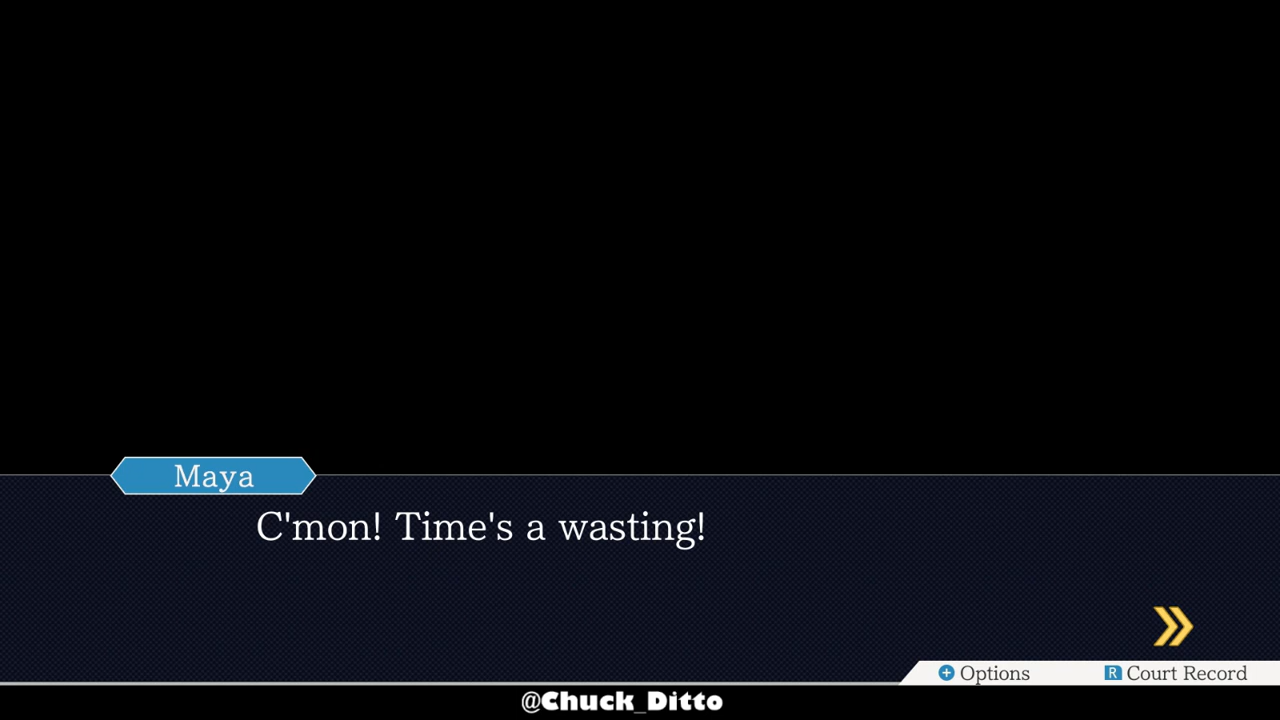 Maya
C'mon! Time's a wasting!
+ Options
R Court Record
@Chuck_Ditto